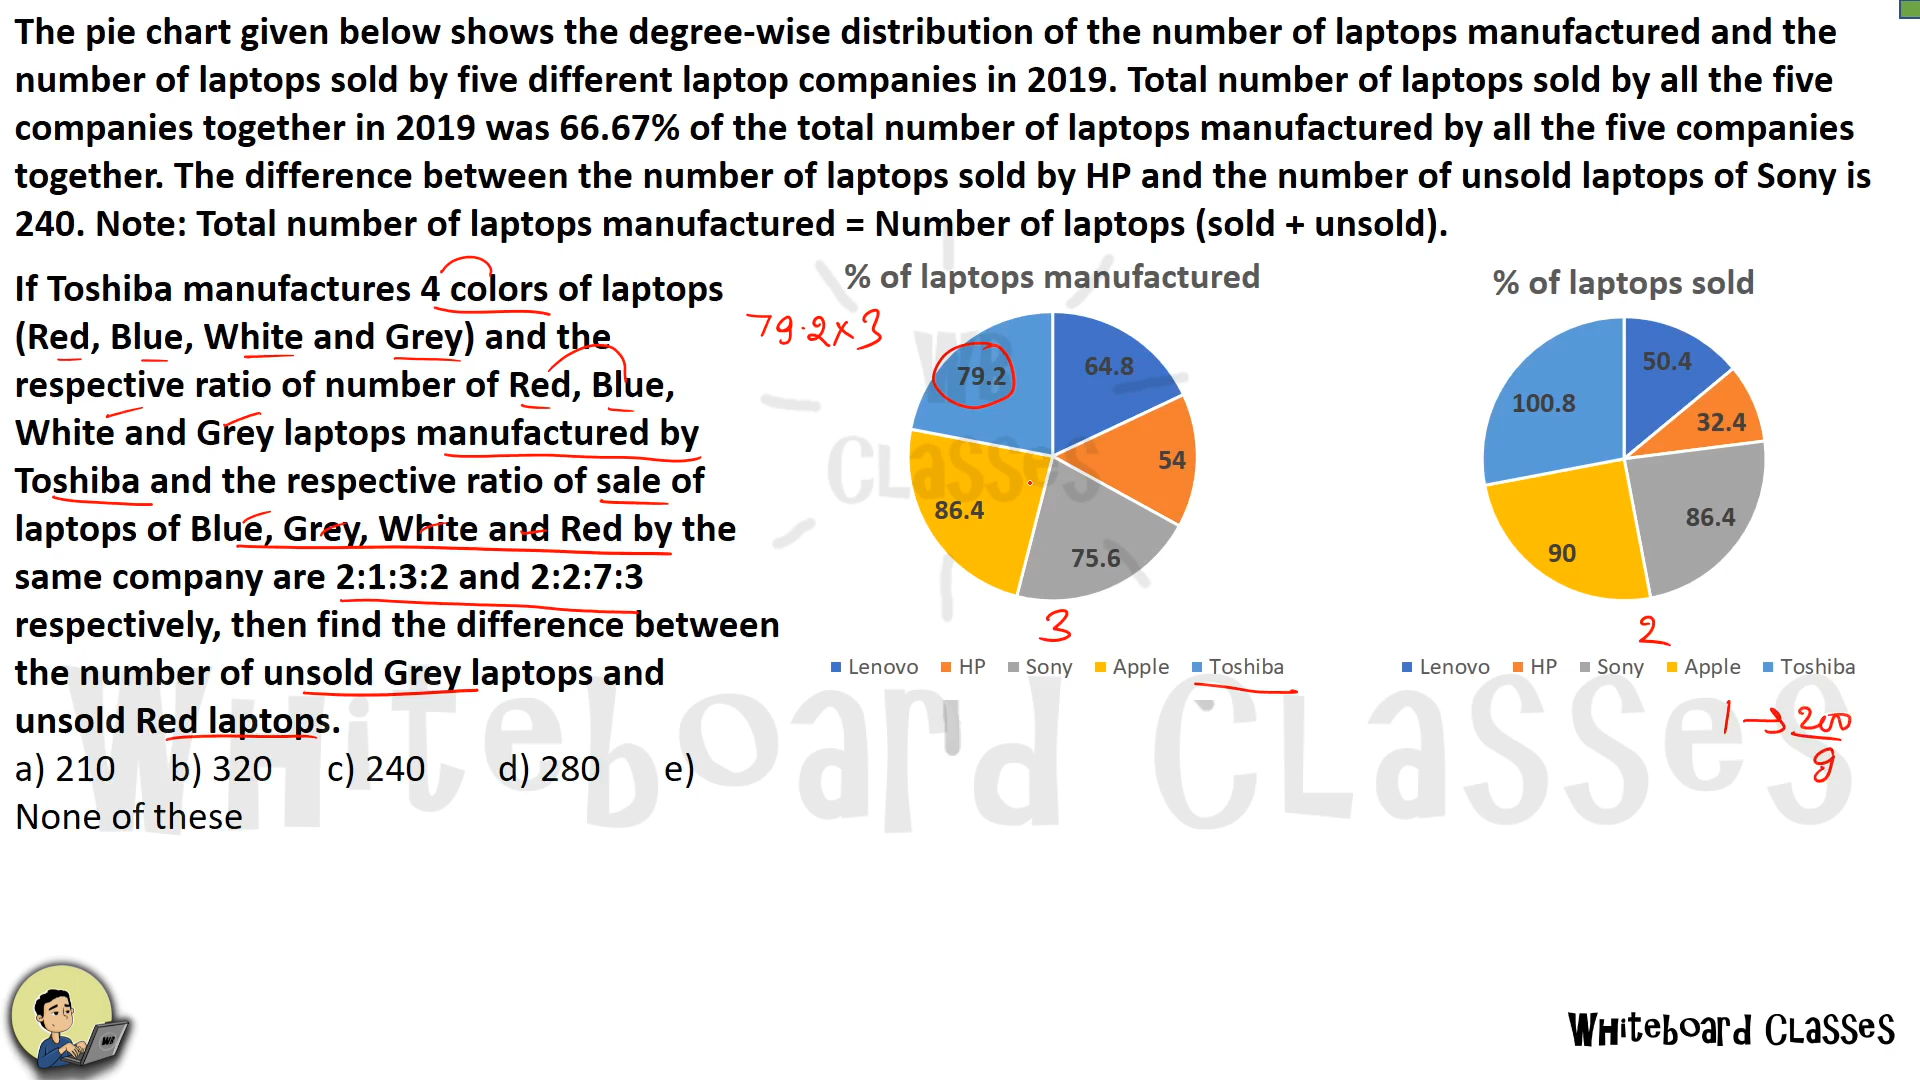 The pie chart given below shows the degree-wise distribution of the number of laptops manufactured and the
number of laptops sold by five different laptop companies in 2019. Total number of laptops sold by all the five
companies together in 2019 was 66.67% of the total number of laptops manufactured by all the five companies
together. The difference between the number of laptops sold by HP and the number of unsold laptops of Sony is
240. Note: Total number of laptops manufactured = Number of laptops (sold + unsold).
If Toshiba manufactures 4 colors of laptops
(Red, Blue, White and Grey) and the
respective ratio of number of Red, Blue,
White and Grey laptops manufactured by
Toshiba and the respective ratio of sale of
laptops of Blue, Grey, White and Red by the
same company are 2:1:3:2 and 2:2:7:3
respectively, then find the difference between
the number of unsold Grey laptops and
unsold Red laptops.
a) 210 b) 320 c) 240 d) 280 e)
None of these
79.2×3
% of laptops manufactured
64.8
54
75.6
86.4
79.2
3
Lenovo HP Sony Apple Toshiba
% of laptops sold
50.4
32.4
86.4
90
100.8
2
Lenovo HP Sony Apple Toshiba
1→200
9
WB
CLaSSeS
WHiteboard CLaSSeS
WB
WHiteboard CLaSSeS